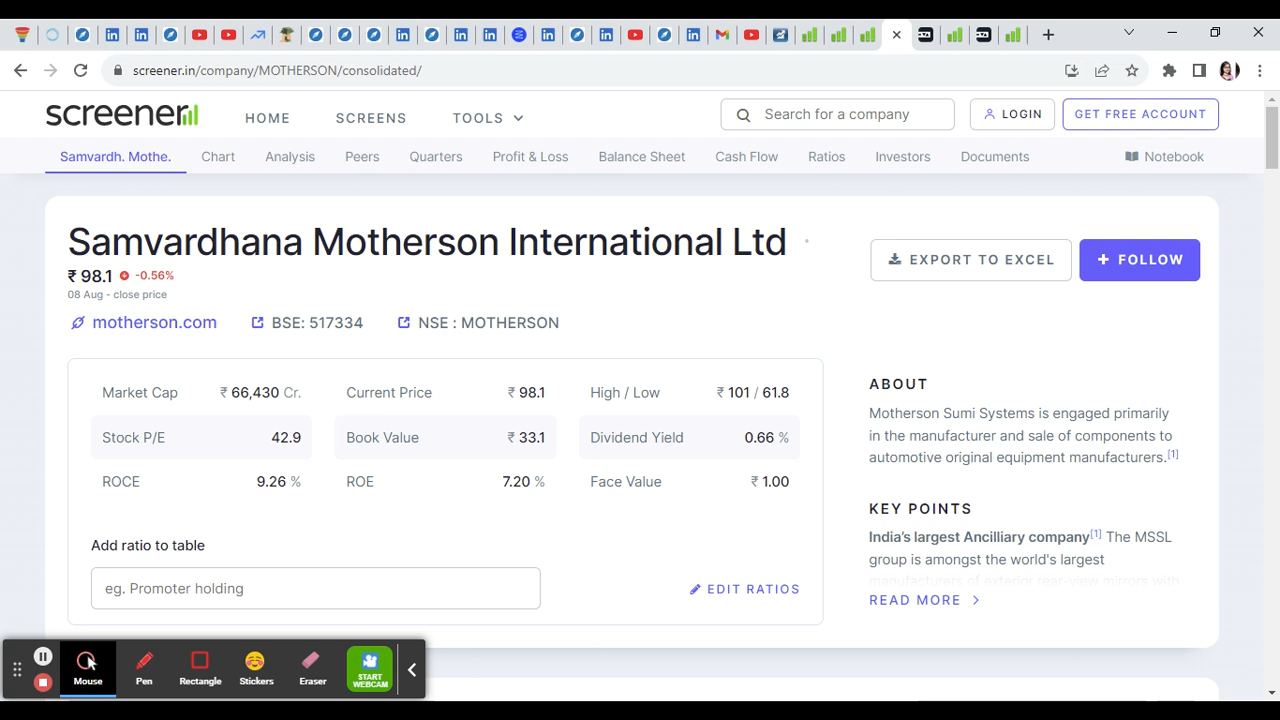 screener.in/company/MOTHERSON/consolidated/
screener
HOME
SCREENS
TOOLS
Search for a company
LOGIN
GET FREE ACCOUNT
Samvardh. Mothe.
Chart
Analysis
Peers
Quarters
Profit & Loss
Balance Sheet
Cash Flow
Ratios
Investors
Documents
Notebook
Samvardhana Motherson International Ltd
₹ 98.1 -0.56%
08 Aug - close price
motherson.com
BSE: 517334
NSE : MOTHERSON
EXPORT TO EXCEL
+ FOLLOW
Market Cap ₹ 66,430 Cr.
Current Price ₹ 98.1
High / Low ₹ 101 / 61.8
Stock P/E 42.9
Book Value ₹ 33.1
Dividend Yield 0.66 %
ROCE 9.26 %
ROE 7.20 %
Face Value ₹ 1.00
Add ratio to table
eg. Promoter holding
EDIT RATIOS
ABOUT
Motherson Sumi Systems is engaged primarily
in the manufacturer and sale of components to
automotive original equipment manufacturers.[1]
KEY POINTS
India's largest Ancilliary company[1] The MSSL
group is amongst the world's largest
manufacturers of exterior rear-view mirrors with
READ MORE
Mouse
Pen
Rectangle
Stickers
Eraser
START
WEBCAM